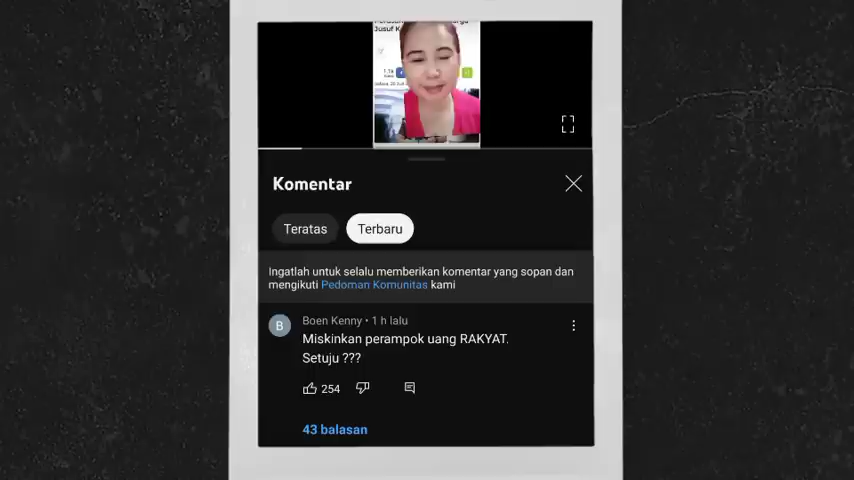 Jusuf K
Komentar
Teratas
Terbaru
Ingatlah untuk selalu memberikan komentar yang sopan dan
mengikuti Pedoman Komunitas kami
B
Boen Kenny • 1 h lalu
Miskinkan perampok uang RAKYAT.
Setuju ???
254
43 balasan